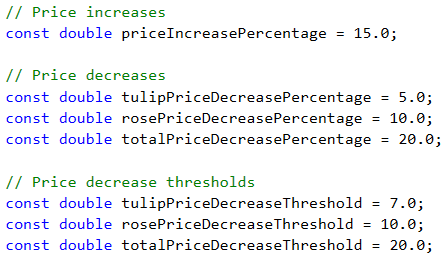 // Price increases
const double priceIncreasePercentage = 15.0;
// Price decreases
const double tulipPriceDecreasePercentage = 5.0;
const double rosePriceDecreasePercentage = 10.0;
const double totalPriceDecreasePercentage = 20.0;
// Price decrease thresholds
const double tulipPriceDecreaseThreshold = 7.0;
const double rosePriceDecreaseThreshold = 10.0;
const double totalPriceDecreaseThreshold = 20.0;